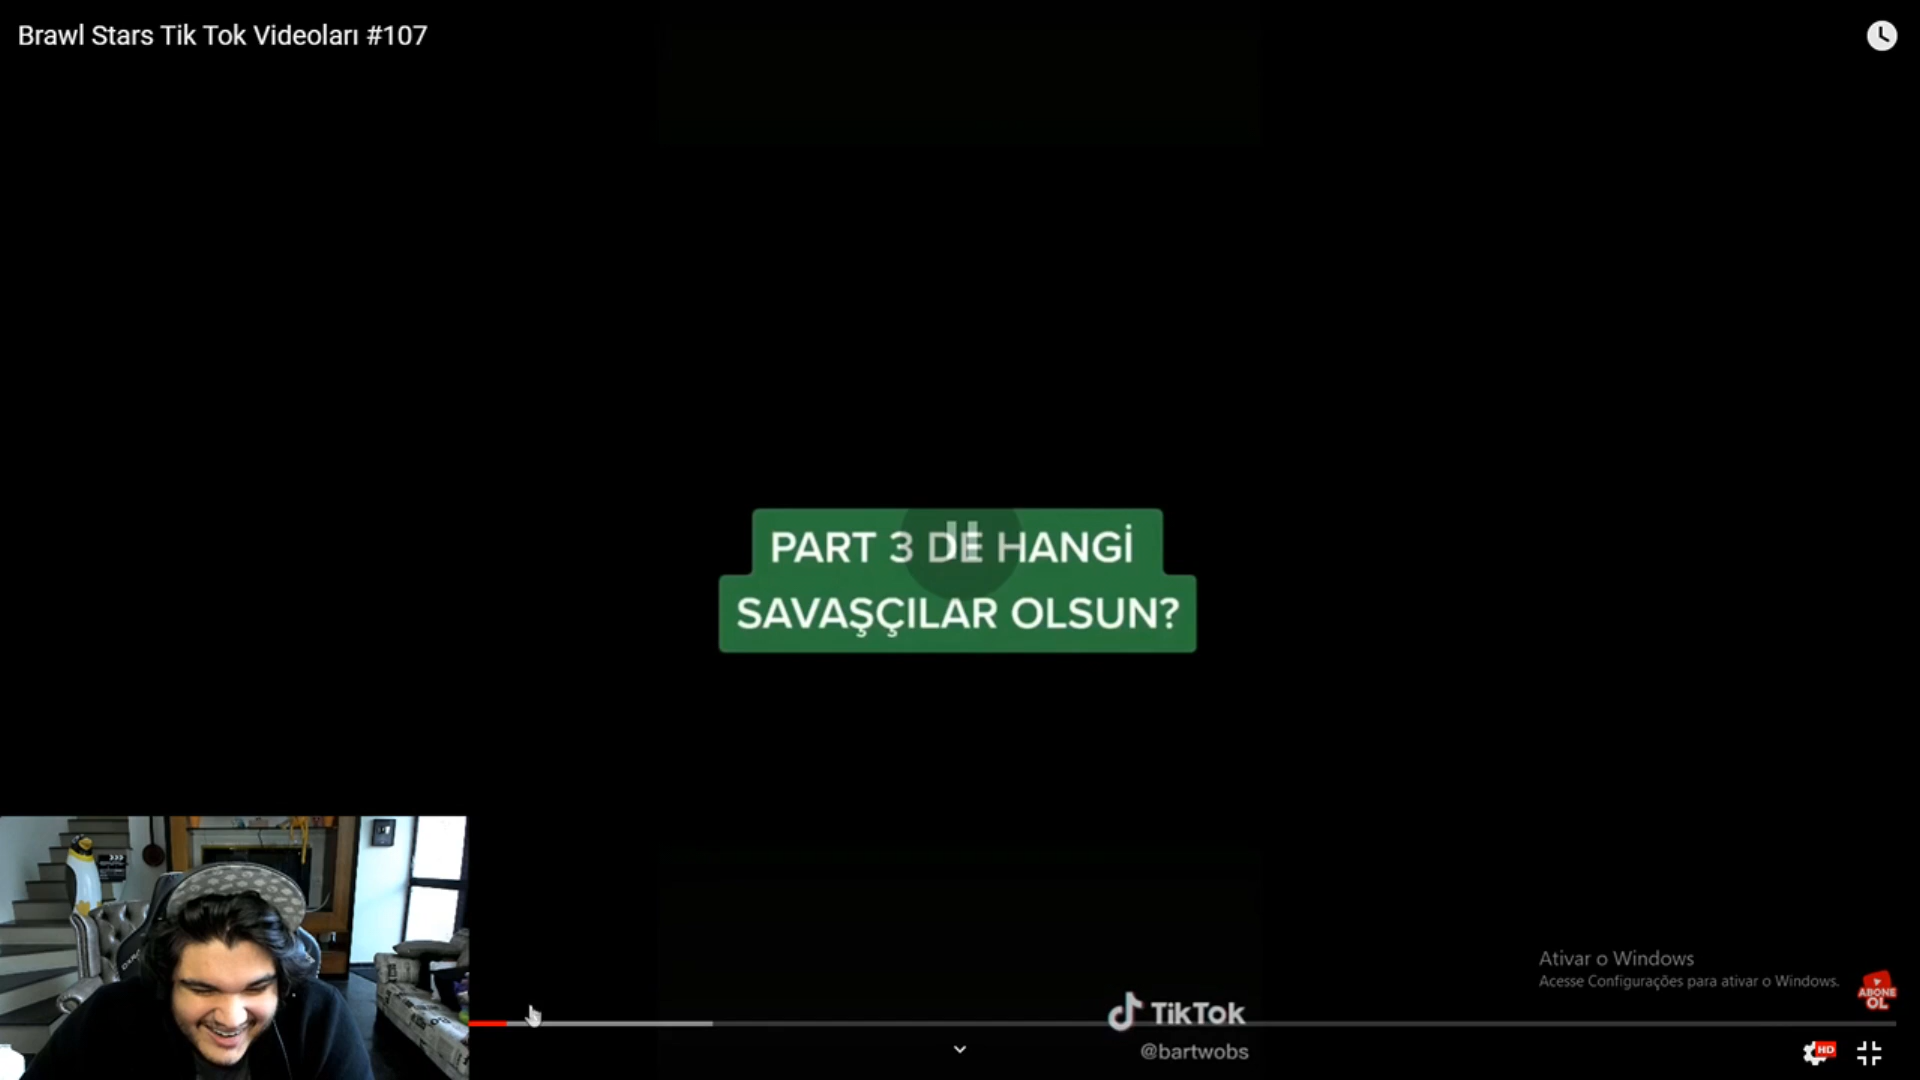 Brawl Stars Tik Tok Videoları #107
PART 3 DE HANGİ
SAVAŞÇILAR OLSUN?
Ativar o Windows
Acesse Configurações para ativar o Windows.
ABONE
OL
TikTok
@bartwobs
HD